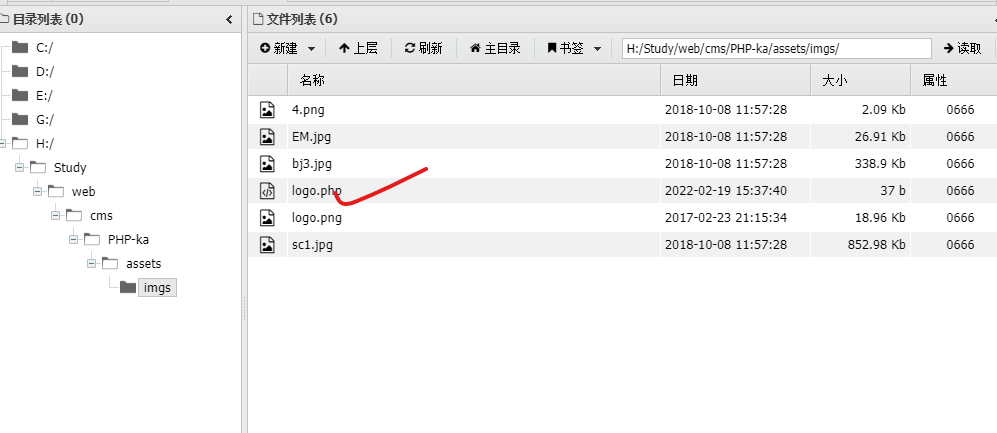 目录列表 (0)
文件列表 (6)
新建 上层 刷新 主目录 书签 H:/Study/web/cms/PHP-ka/assets/imgs/ 读取
C:/
D:/
E:/
G:/
H:/
Study
web
cms
PHP-ka
assets
imgs
名称 日期 大小 属性
4.png 2018-10-08 11:57:28 2.09 Kb 0666
EM.jpg 2018-10-08 11:57:28 26.91 Kb 0666
bj3.jpg 2018-10-08 11:57:28 338.9 Kb 0666
logo.php 2022-02-19 15:37:40 37 b 0666
logo.png 2017-02-23 21:15:34 18.96 Kb 0666
sc1.jpg 2018-10-08 11:57:28 852.98 Kb 0666